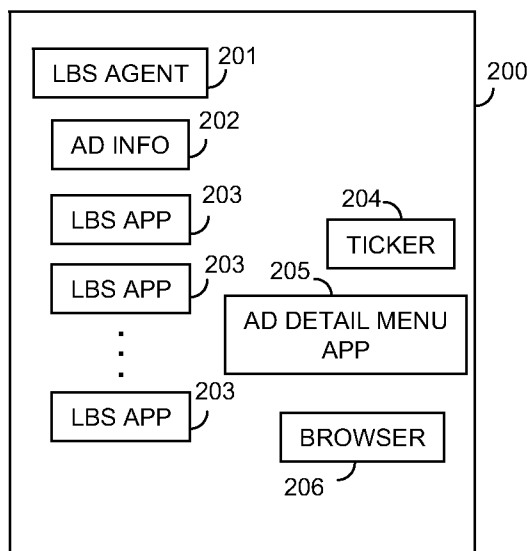 201
LBS AGENT
200
202
AD INFO
203
LBS APP
204
TICKER
203
LBS APP
205
AD DETAIL MENU
APP
203
LBS APP
BROWSER
206